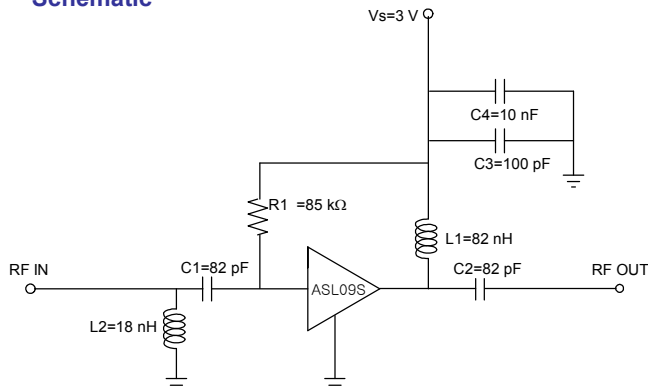 Schematic
Vs=3 V
C4=10 nF
C3=100 pF
R1 =85 kΩ
L1=82 nH
RF IN
C1=82 pF
ASL09S
C2=82 pF
RF OUT
L2=18 nH